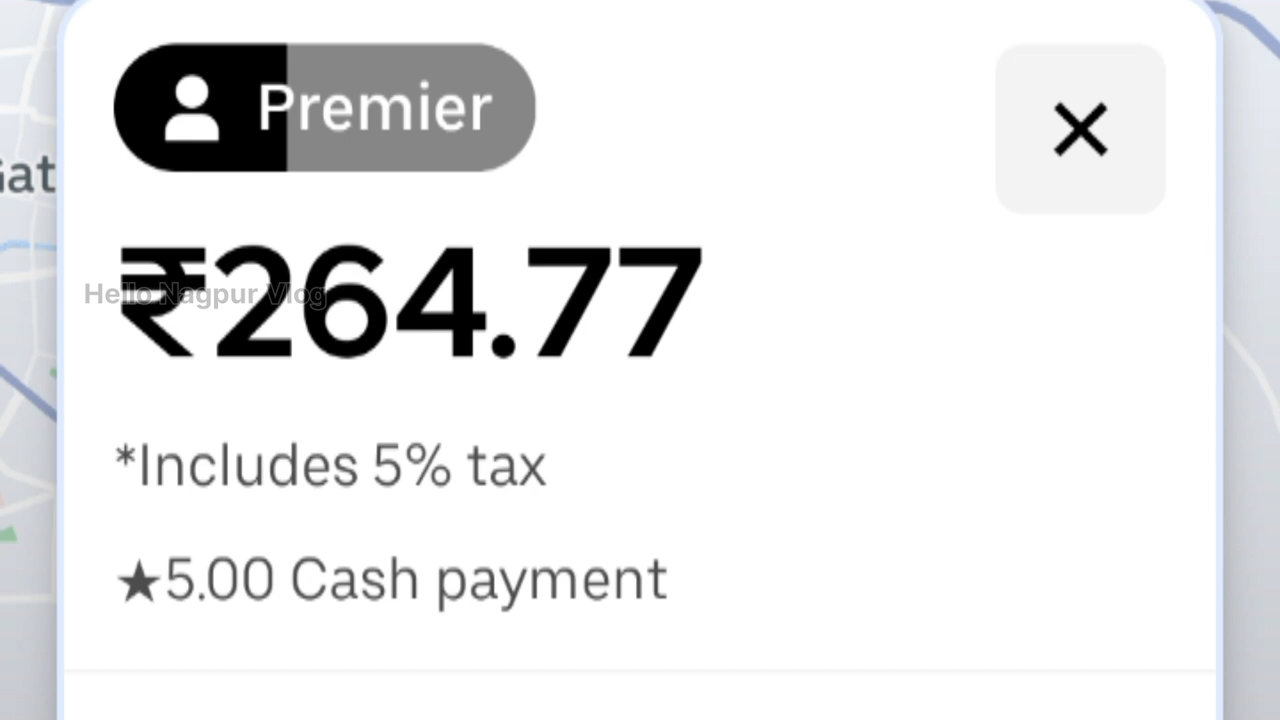 Premier
₹264.77
Hello Nagpur Vlog
*Includes 5% tax
★5.00 Cash payment